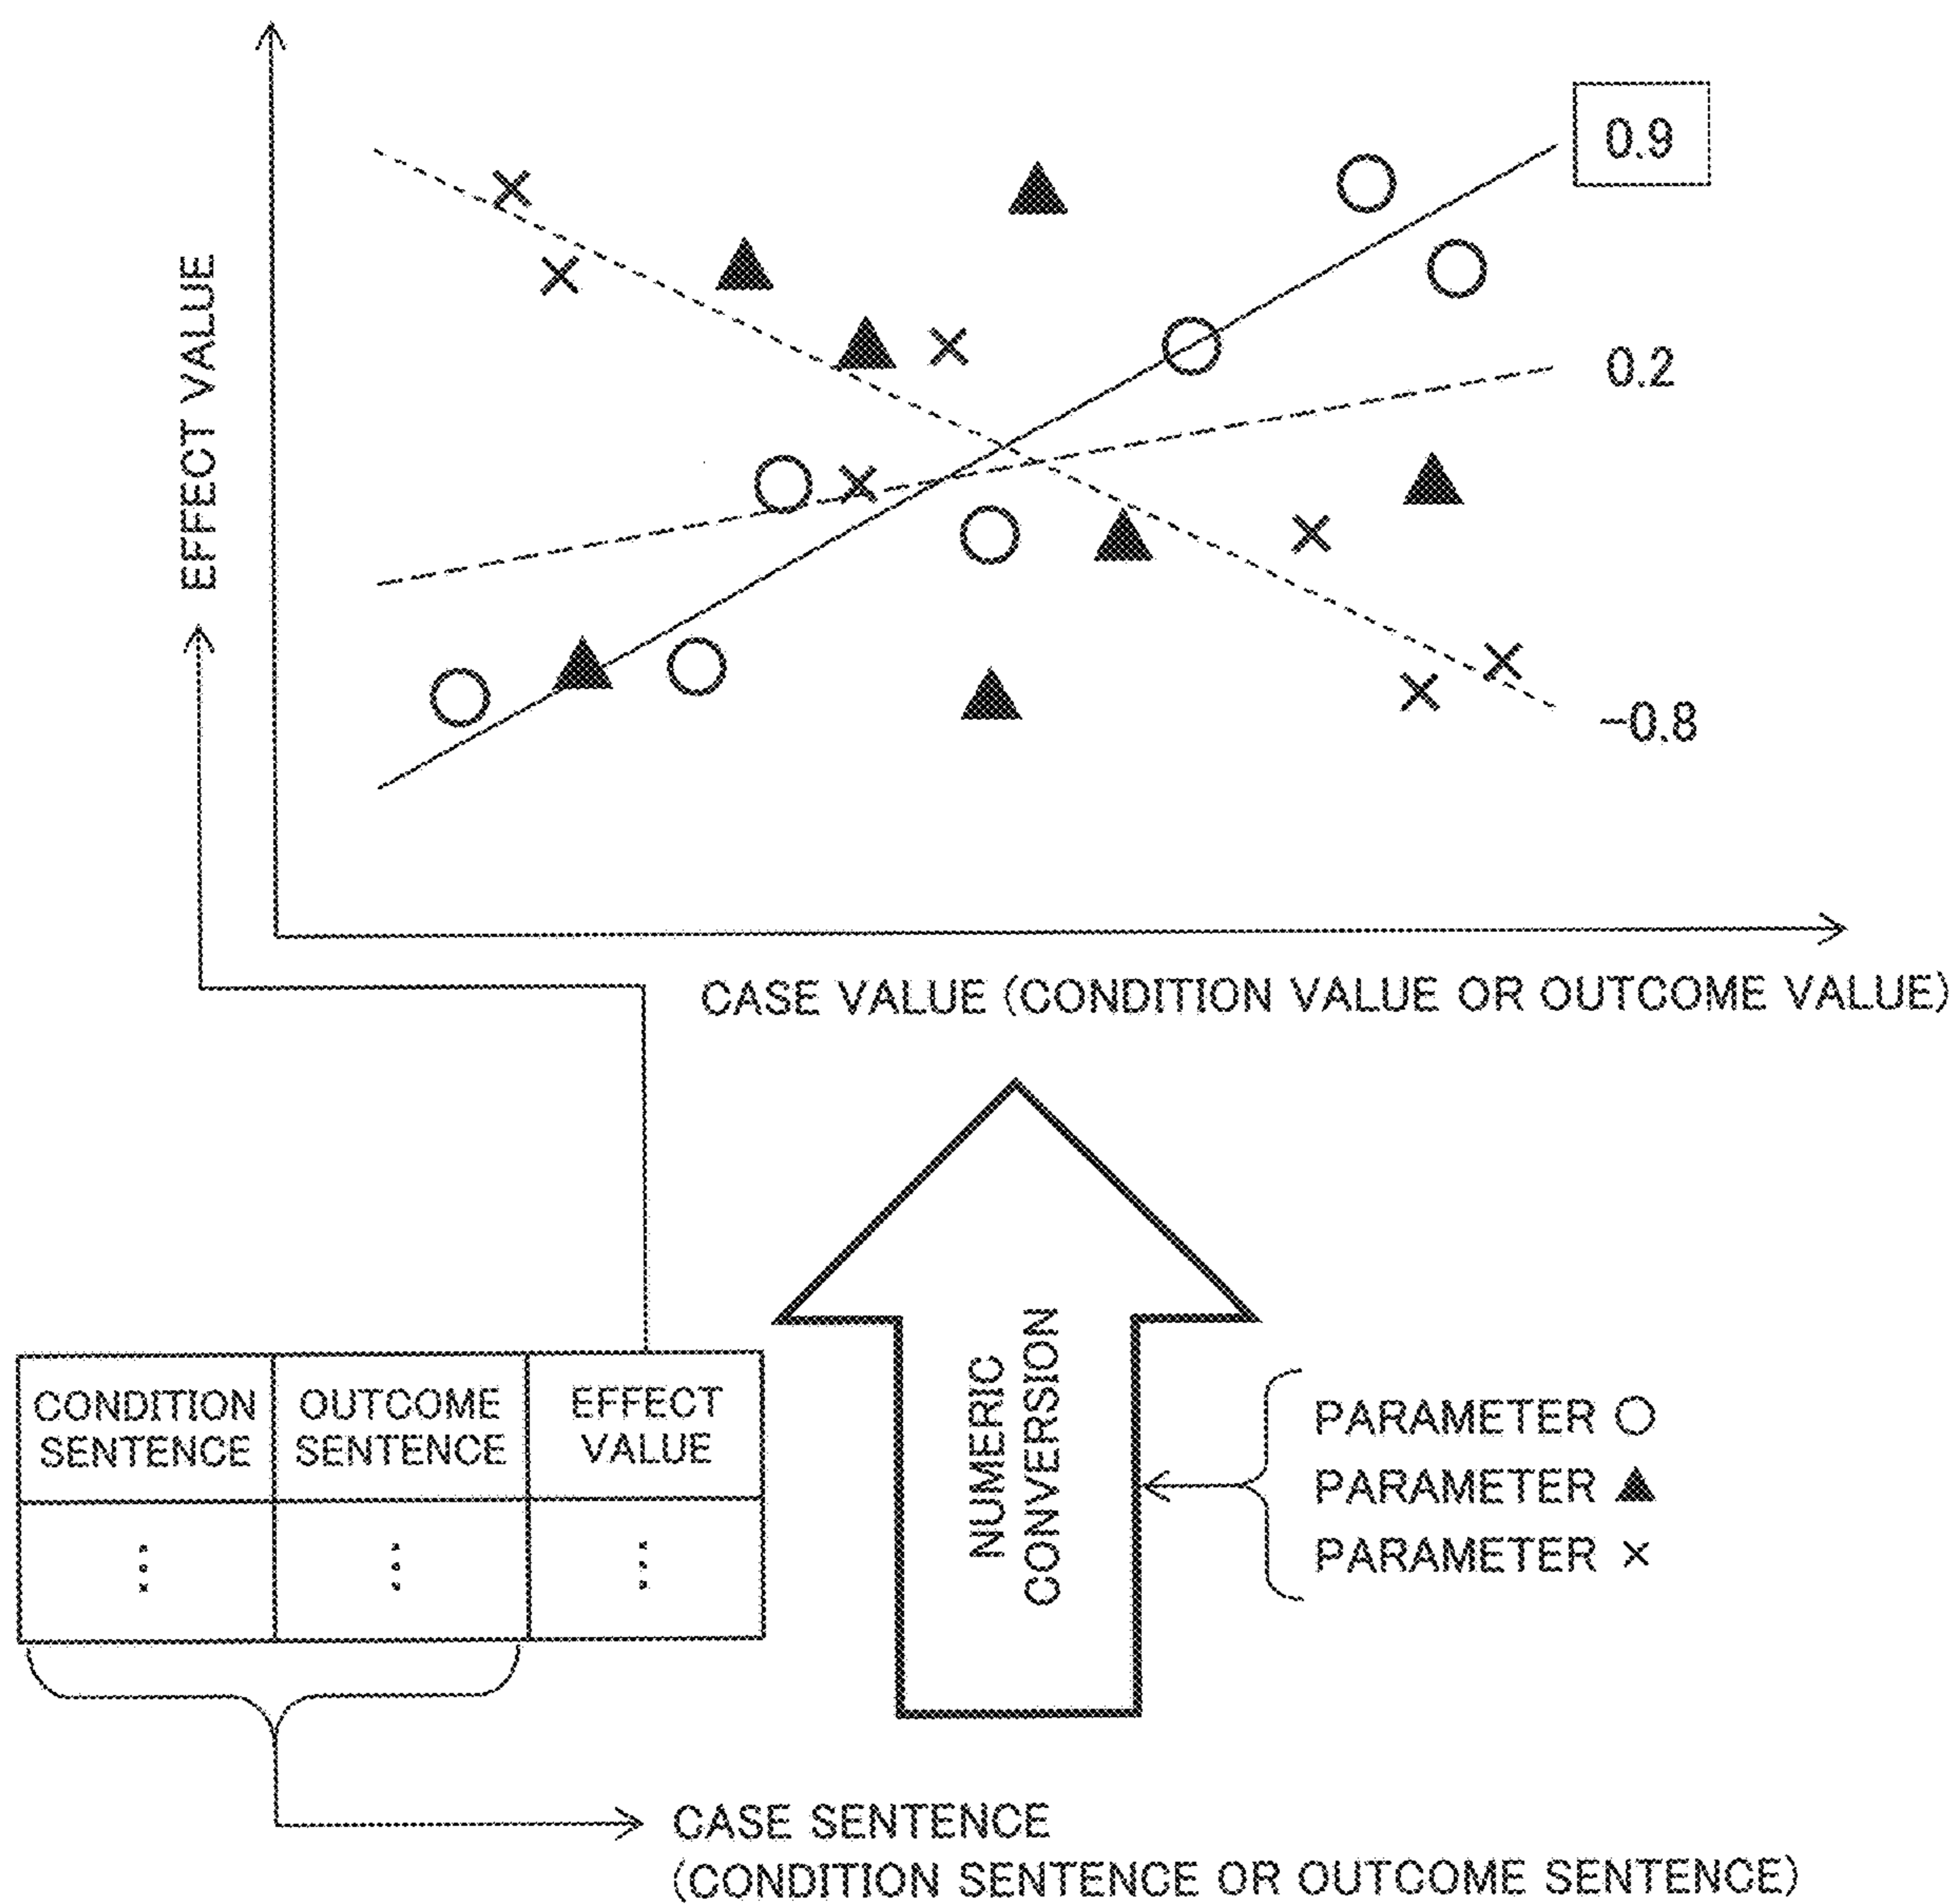 0.9
EFFECT VALUE
0.2
−0.8
CASE VALUE (CONDITION VALUE OR OUTCOME VALUE)
CONDITION
SENTENCE
OUTCOME
SENTENCE
EFFECT
VALUE
NUMERIC
CONVERSION
PARAMETER ○
PARAMETER ▲
PARAMETER ×
CASE SENTENCE
(CONDITION SENTENCE OR OUTCOME SENTENCE)